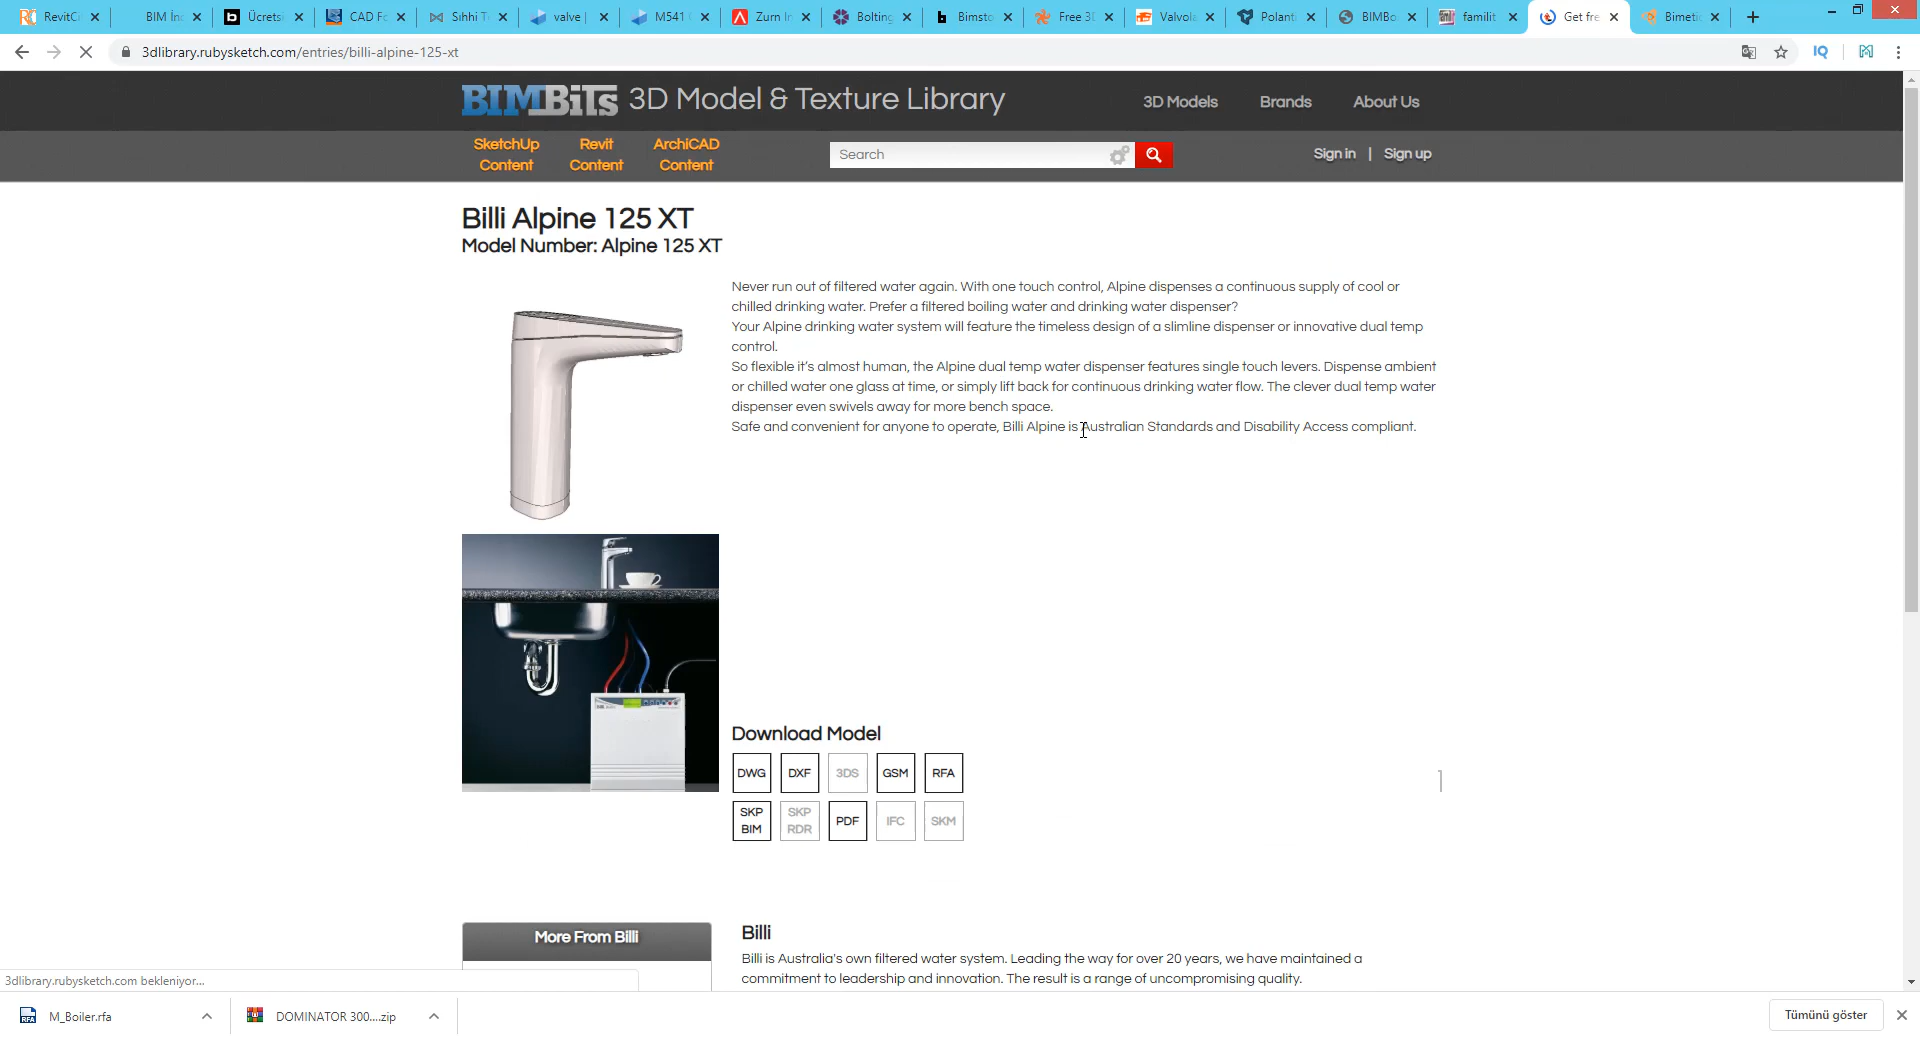 RevitC
BIM İn
Ücrets
CAD Fo
Sıhhi T
valve |
M541
Zurn In
Bolting
Bimsto
Free 3D
Valvola
Polanti
BIMBo
familit
Get fre
Bimetic
3dlibrary.rubysketch.com/entries/billi-alpine-125-xt
IQ
BIMBiTs 3D Model & Texture Library
3D Models
Brands
About Us
SketchUp Content
Revit Content
ArchiCAD Content
Search
Sign in | Sign up
Billi Alpine 125 XT
Model Number: Alpine 125 XT
Never run out of filtered water again. With one touch control, Alpine dispenses a continuous supply of cool or
chilled drinking water. Prefer a filtered boiling water and drinking water dispenser?
Your Alpine drinking water system will feature the timeless design of a slimline dispenser or innovative dual temp
control.
So flexible it's almost human, the Alpine dual temp water dispenser features single touch levers. Dispense ambient
or chilled water one glass at time, or simply lift back for continuous drinking water flow. The clever dual temp water
dispenser even swivels away for more bench space.
Safe and convenient for anyone to operate, Billi Alpine is Australian Standards and Disability Access compliant.
Download Model
DWG DXF 3DS GSM RFA
SKP BIM SKP RDR PDF IFC SKM
More From Billi
Billi
Billi is Australia's own filtered water system. Leading the way for over 20 years, we have maintained a
commitment to leadership and innovation. The result is a range of uncompromising quality.
3dlibrary.rubysketch.com bekleniyor...
RFA
M_Boiler.rfa
DOMINATOR 300....zip
Tümünü göster